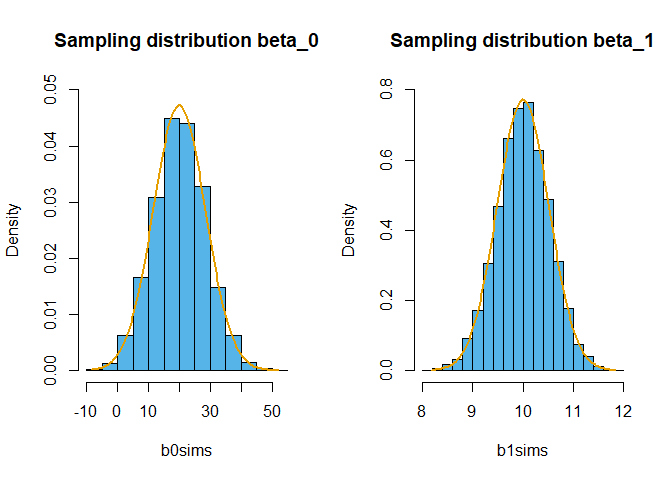 Sampling distribution beta_0
Density
0.00 0.01 0.02 0.03 0.04 0.05
-10 0 10 30 50
b0sims
Sampling distribution beta_1
Density
0.0 0.2 0.4 0.6 0.8
8 9 10 11 12
b1sims